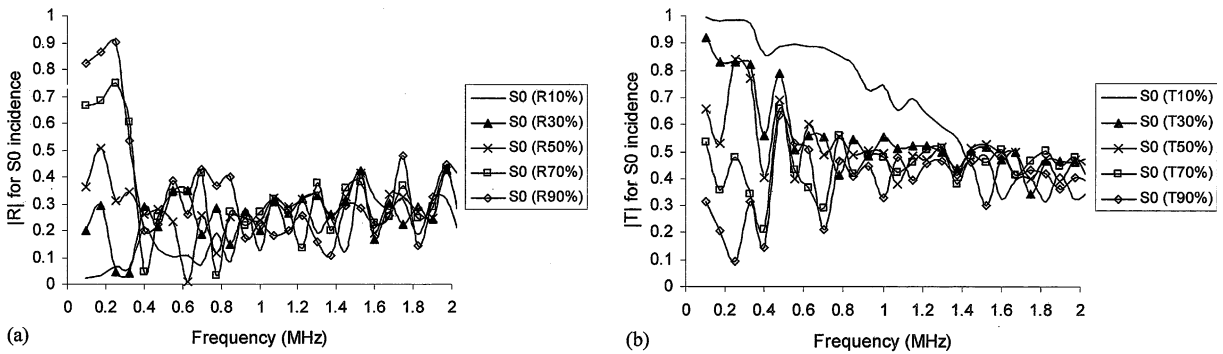 |R| for S0 incidence
1
0.9
0.8
0.7
0.6
0.5
0.4
0.3
0.2
0.1
0
0 0.2 0.4 0.6 0.8 1 1.2 1.4 1.6 1.8 2
Frequency (MHz)
(a)
S0 (R10%)
S0 (R30%)
S0 (R50%)
S0 (R70%)
S0 (R90%)
|T| for S0 incidence
1
0.9
0.8
0.7
0.6
0.5
0.4
0.3
0.2
0.1
0
0 0.2 0.4 0.6 0.8 1 1.2 1.4 1.6 1.8 2
Frequency (MHz)
(b)
S0 (T10%)
S0 (T30%)
S0 (T50%)
S0 (T70%)
S0 (T90%)